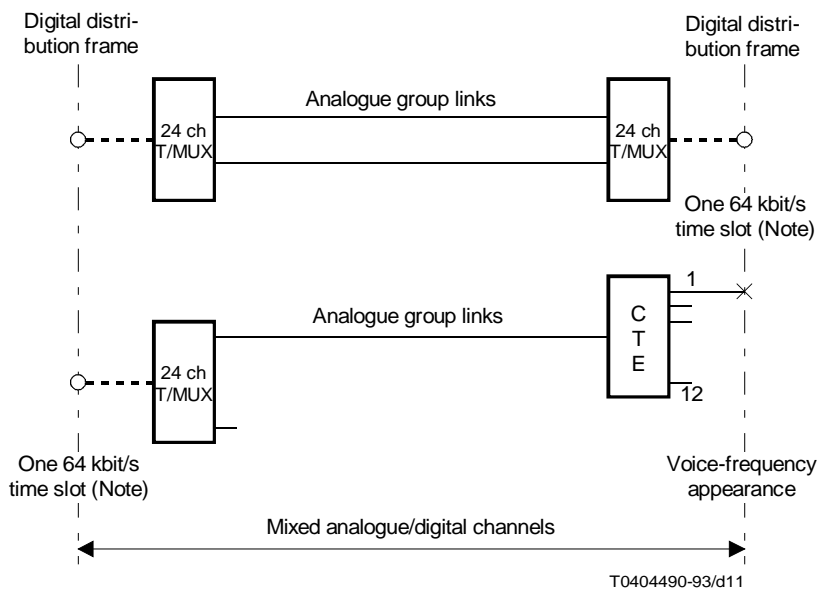 Digital distri-
bution frame
Digital distri-
bution frame
Analogue group links
24 ch
T/MUX
24 ch
T/MUX
One 64 kbit/s
time slot (Note)
1
Analogue group links
C
T
E
24 ch
T/MUX
12
One 64 kbit/s
time slot (Note)
Voice-frequency
appearance
Mixed analogue/digital channels
T0404490-93/d11